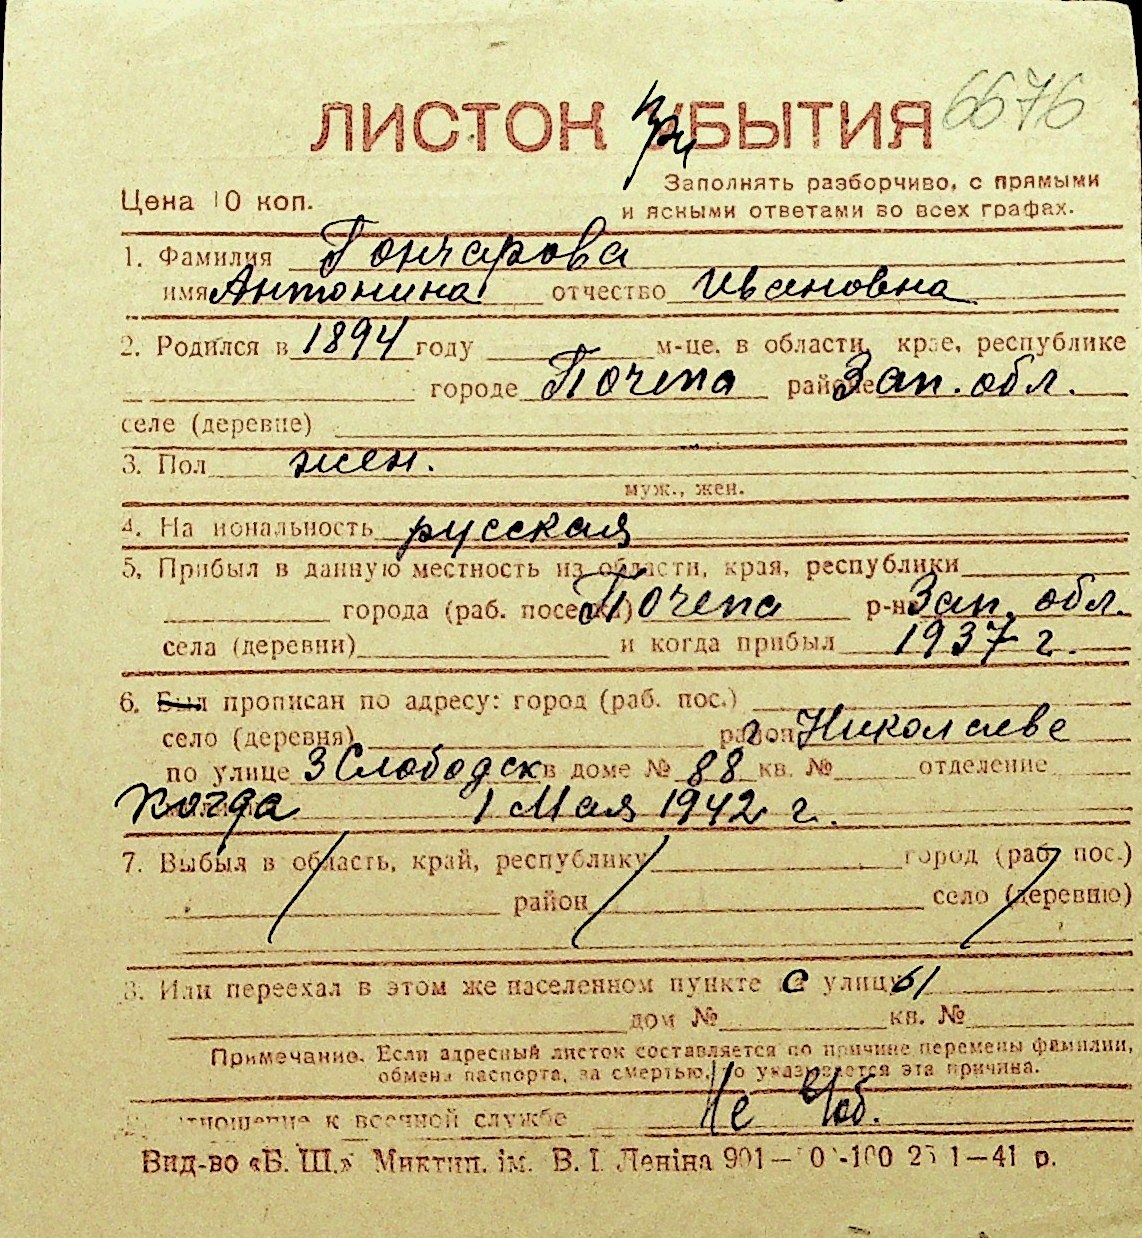 ЛИСТОК прибытия 6676
Заполнять разборчиво, с прямыми
Цена 10 коп. и ясными ответами во всех графах.
1. Фамилия Гончарова
имя Антонина отчество Ивановна
2. Родился в 1894 году м-це, в области, крае, республике
городе Почепа районе Зап. обл.
селе (деревне)
3. Пол жен.
муж., жен.
4. На иональность русская
5. Прибыл в данную местность из области, края, республики
города (раб. поселка) Почепа р-н Зап. обл.
села (деревни) и когда прибыл 1937 г.
6. Был прописан по адресу: город (раб. пос.)
село (деревня) район г Николаеве
по улице 3 Слободск в доме № 88 кв. № отделение
когда 1 Мая 1942 г.
7. Выбыл в область, край, республику город (раб. пос.)
район село (деревню)
8. Или переехал в этом же населенном пункте с улицы
дом № кв. №
Примечание. Если адресный листок составляется по причине перемены фамилии,
обмена паспорта, за смертью, то указывается эта причина.
отношение к военной службе Не
Вид-во «Б. Ш.» Миктип. ім. В. І. Леніна 901— -100 1—41 р.